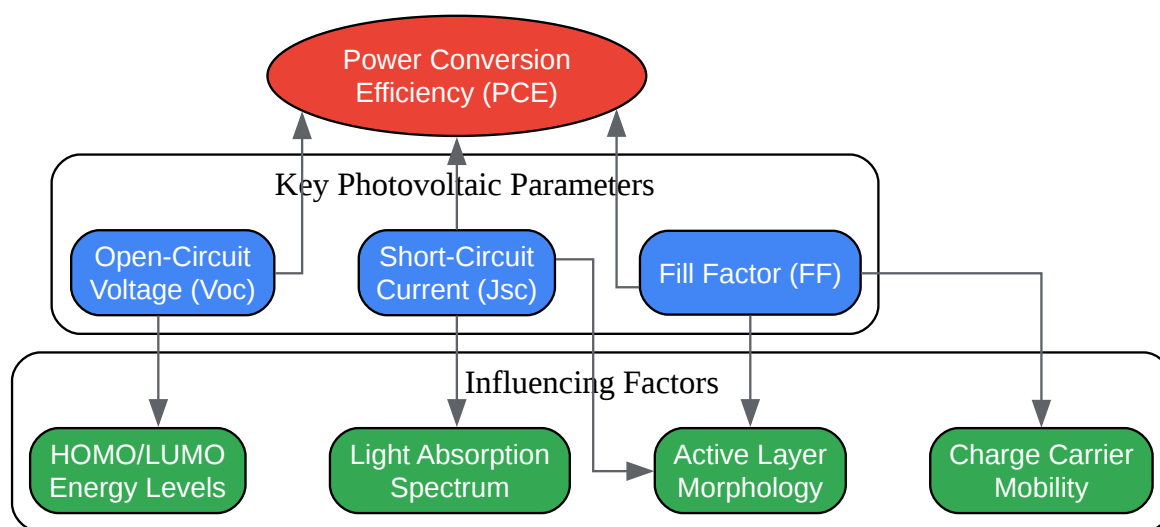 Power Conversion
Efficiency (PCE)
Key Photovoltaic Parameters
Open-Circuit
Voltage (Voc)
Short-Circuit
Current (Jsc)
Fill Factor (FF)
Influencing Factors
HOMO/LUMO
Energy Levels
Light Absorption
Spectrum
Active Layer
Morphology
Charge Carrier
Mobility